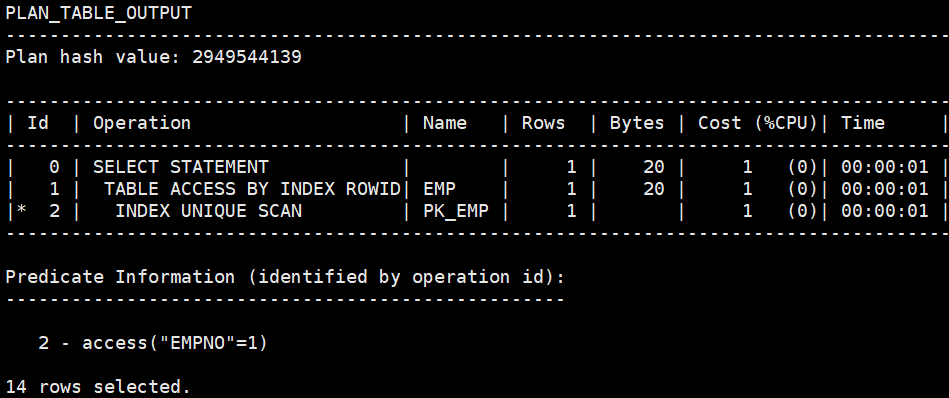 PLAN_TABLE_OUTPUT
--------------------------------------------------------------------------------------
Plan hash value: 2949544139
--------------------------------------------------------------------------------------
| Id  | Operation                   | Name   | Rows  | Bytes | Cost (%CPU)| Time     |
--------------------------------------------------------------------------------------
|   0 | SELECT STATEMENT            |        |     1 |    20 |     1   (0)| 00:00:01 |
|   1 |  TABLE ACCESS BY INDEX ROWID| EMP    |     1 |    20 |     1   (0)| 00:00:01 |
|*  2 |   INDEX UNIQUE SCAN         | PK_EMP |     1 |       |     1   (0)| 00:00:01 |
--------------------------------------------------------------------------------------
Predicate Information (identified by operation id):
---------------------------------------------------
   2 - access("EMPNO"=1)
14 rows selected.